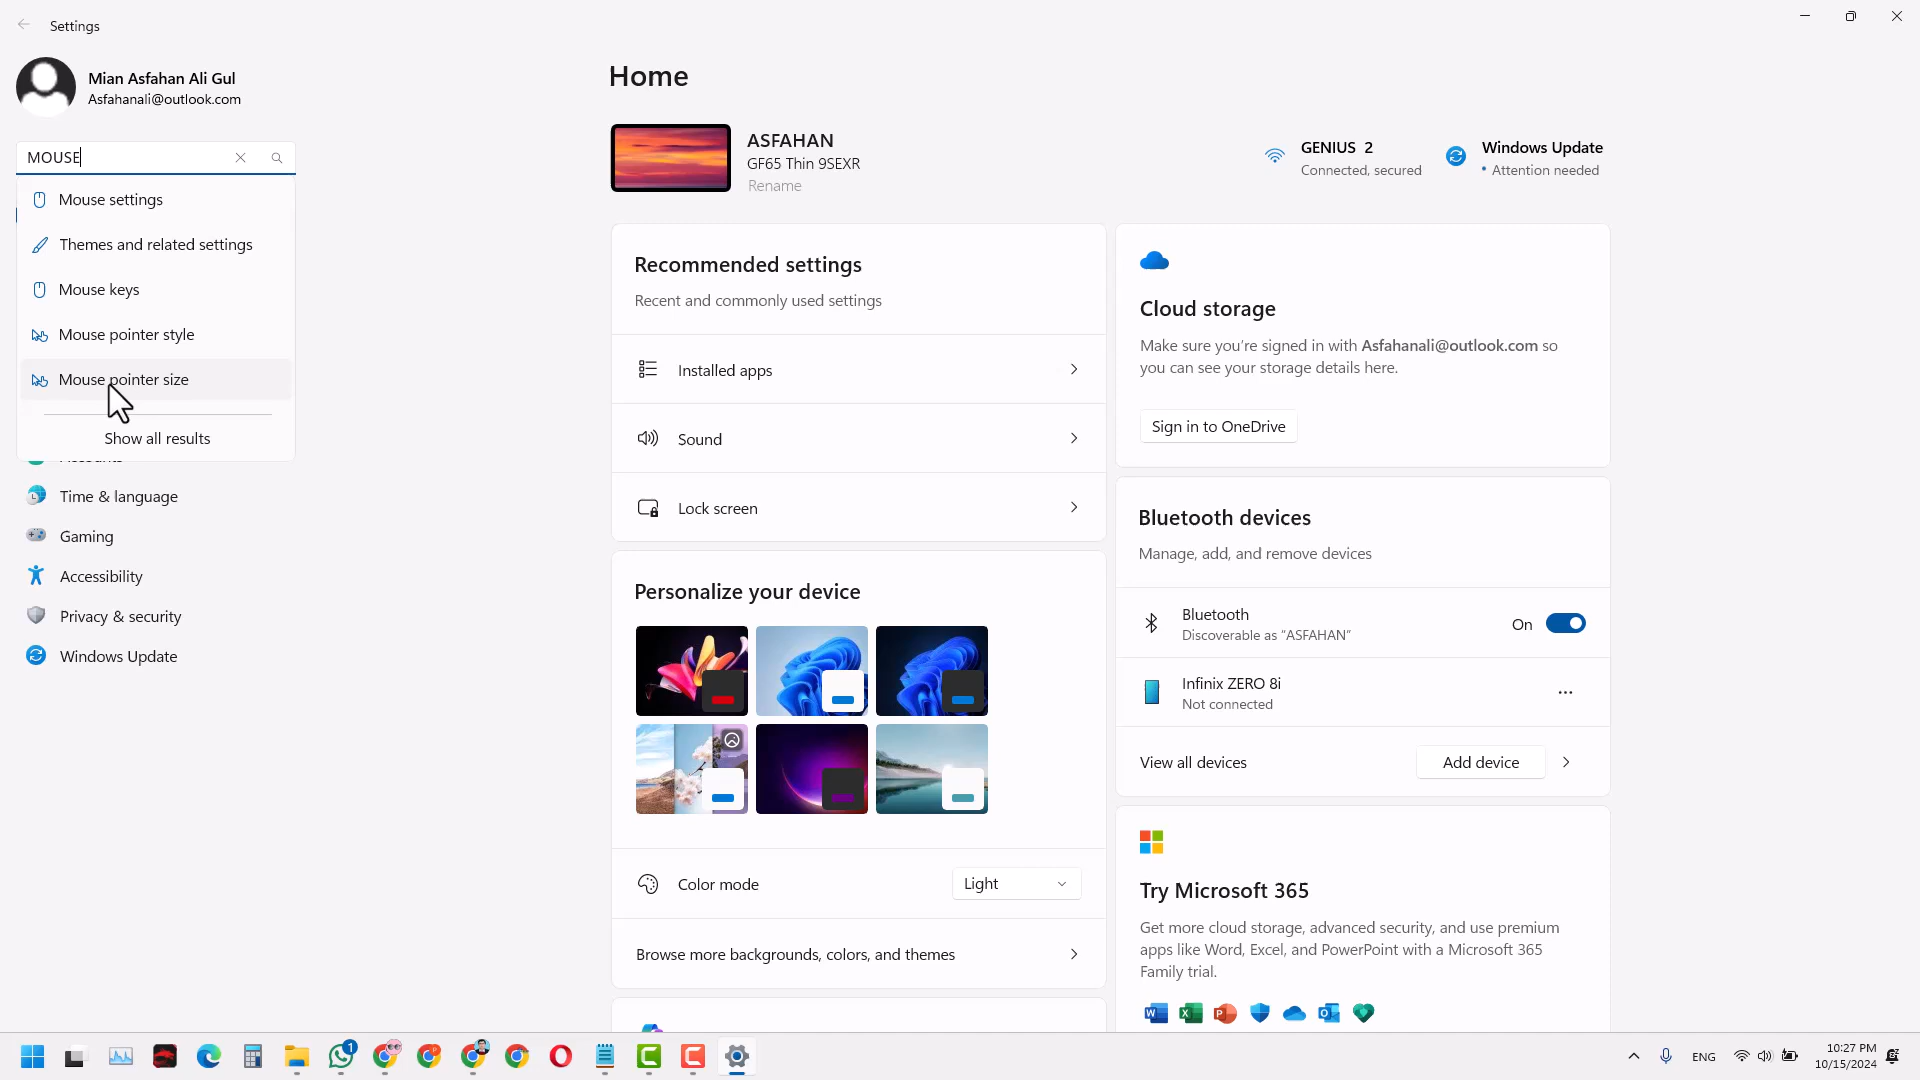 Settings
Mian Asfahan Ali Gul
Asfahanali@outlook.com
MOUSE
Mouse settings
Themes and related settings
Mouse keys
Mouse pointer style
Mouse pointer size
Show all results
Time & language
Gaming
Accessibility
Privacy & security
Windows Update
Home
ASFAHAN
GF65 Thin 9SEXR
Rename
GENIUS 2
Connected, secured
Windows Update
• Attention needed
Recommended settings
Recent and commonly used settings
Installed apps
Sound
Lock screen
Personalize your device
Color mode
Light
Browse more backgrounds, colors, and themes
Cloud storage
Make sure you're signed in with Asfahanali@outlook.com so
you can see your storage details here.
Sign in to OneDrive
Bluetooth devices
Manage, add, and remove devices
Bluetooth
Discoverable as "ASFAHAN"
On
Infinix ZERO 8i
Not connected
View all devices
Add device
Try Microsoft 365
Get more cloud storage, advanced security, and use premium
apps like Word, Excel, and PowerPoint with a Microsoft 365
Family trial.
1
ENG
10:27 PM
10/15/2024